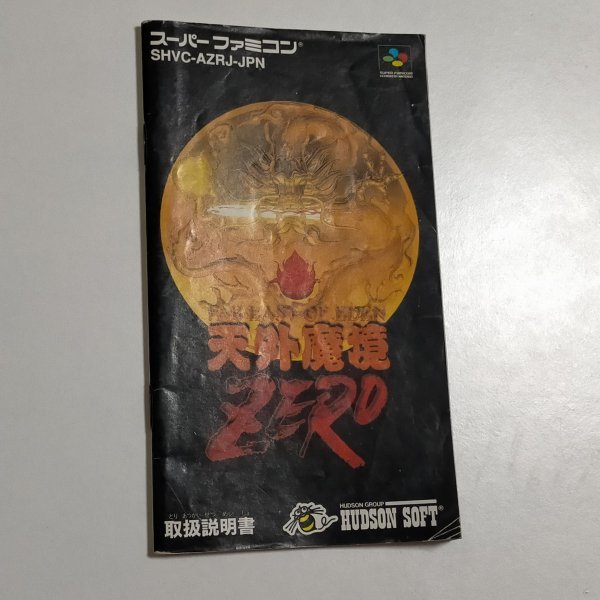 スーパーファミコン®
SHVC-AZRJ-JPN
SUPER FAMICOM
FAR EAST OF EDEN
天外魔境
ZERO
とり あつかい せつ めい しょ
取扱説明書
HUDSON GROUP
HUDSON SOFT®